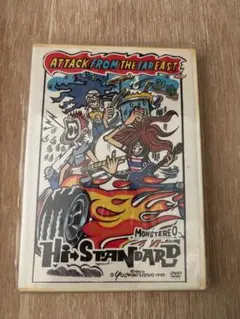 ATTACK FROM THE FAR EAST
MONSTEREO
Hi-STANDARD
DVD